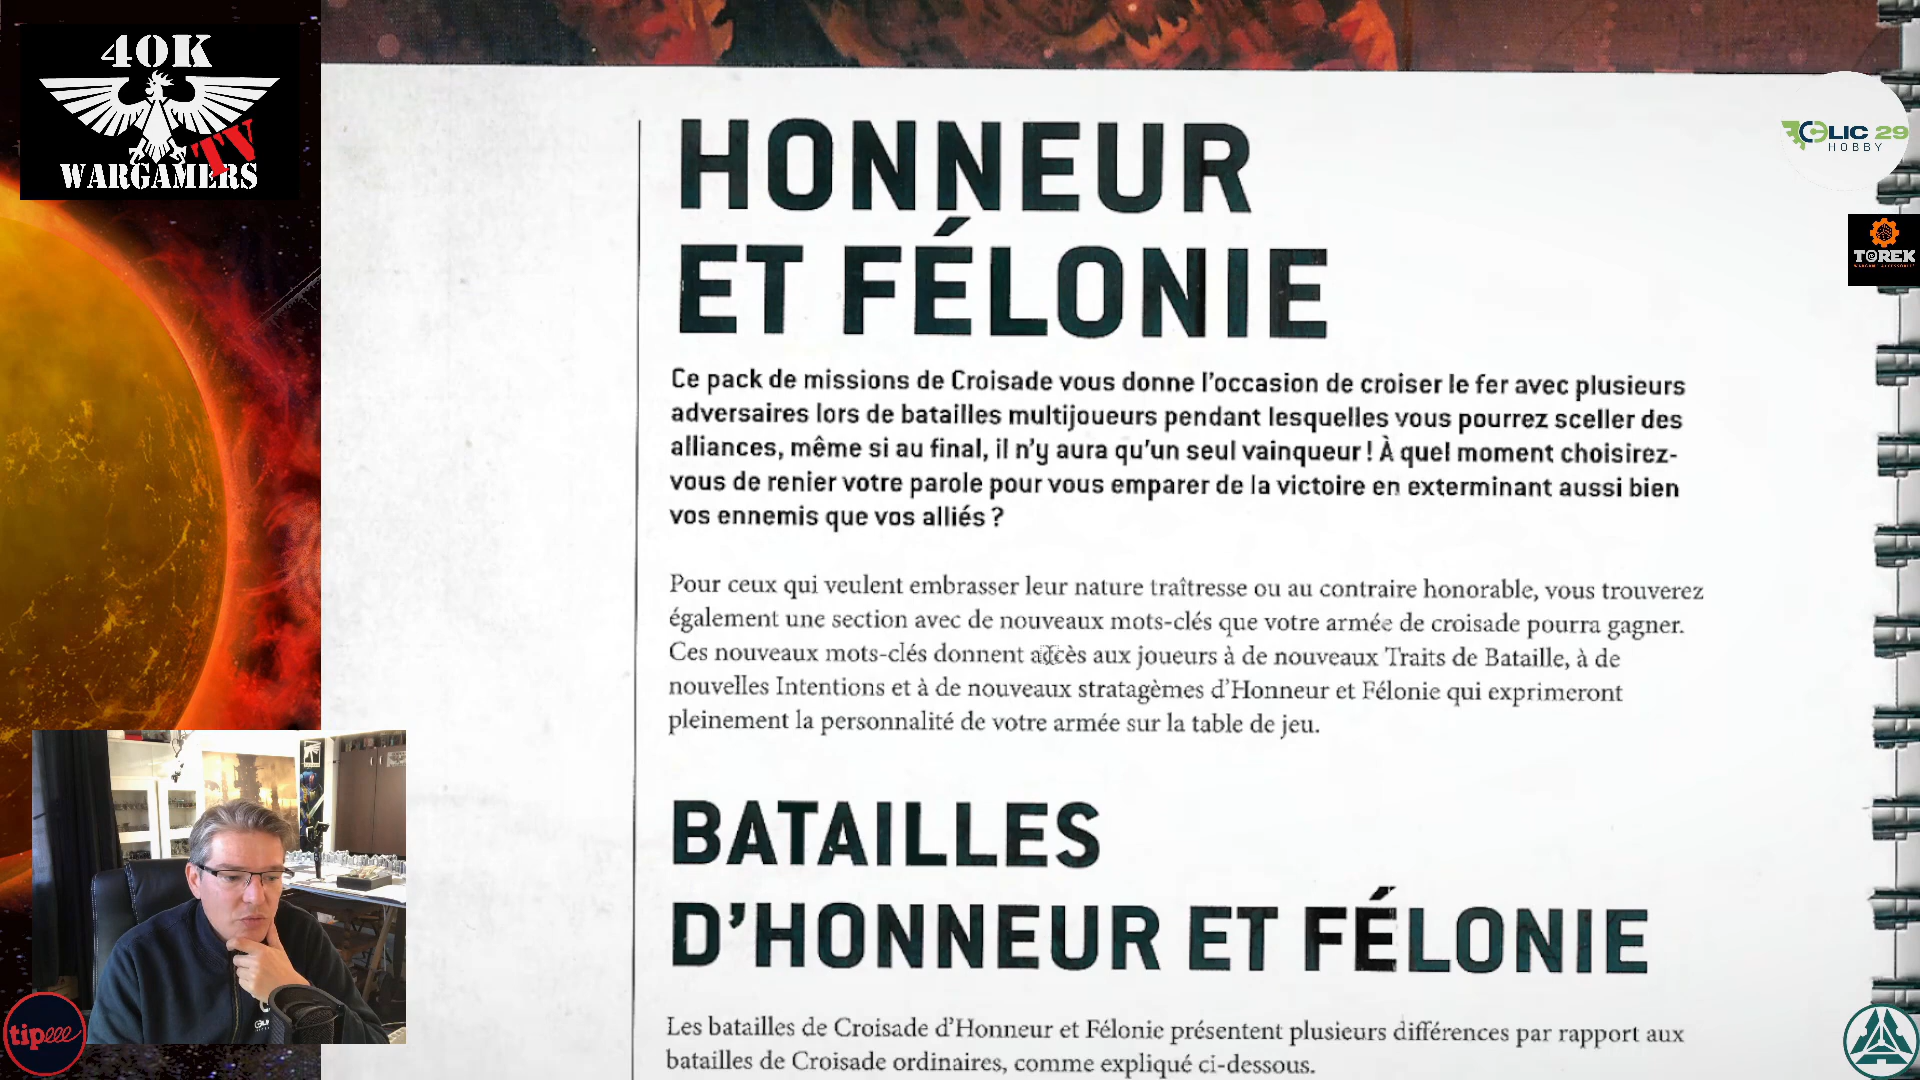 40K
TV
WARGAMERS
CLIC 29
HOBBY
TOREK
HONNEUR
ET FÉLONIE
Ce pack de missions de Croisade vous donne l'occasion de croiser le fer avec plusieurs
adversaires lors de batailles multijoueurs pendant lesquelles vous pourrez sceller des
alliances, même si au final, il n'y aura qu'un seul vainqueur ! À quel moment choisirez-
vous de renier votre parole pour vous emparer de la victoire en exterminant aussi bien
vos ennemis que vos alliés ?
Pour ceux qui veulent embrasser leur nature traîtresse ou au contraire honorable, vous trouverez
également une section avec de nouveaux mots-clés que votre armée de croisade pourra gagner.
Ces nouveaux mots-clés donnent accès aux joueurs à de nouveaux Traits de Bataille, à de
nouvelles Intentions et à de nouveaux stratagèmes d'Honneur et Félonie qui exprimeront
pleinement la personnalité de votre armée sur la table de jeu.
BATAILLES
D'HONNEUR ET FÉLONIE
Les batailles de Croisade d'Honneur et Félonie présentent plusieurs différences par rapport aux
batailles de Croisade ordinaires, comme expliqué ci-dessous.
tipeee